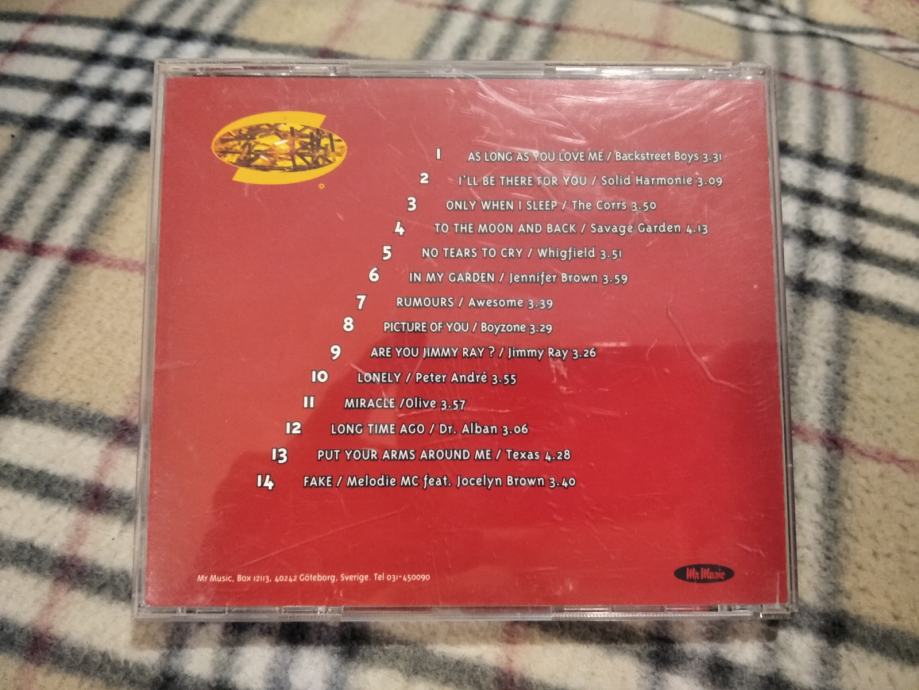 1 AS LONG AS YOU LOVE ME / Backstreet Boys 3.31
2 I'LL BE THERE FOR YOU / Solid Harmonie 3.09
3 ONLY WHEN I SLEEP / The Corrs 3.50
4 TO THE MOON AND BACK / Savage Garden 4.13
5 NO TEARS TO CRY / Whigfield 3.51
6 IN MY GARDEN / Jennifer Brown 3.59
7 RUMOURS / Awesome 3.39
8 PICTURE OF YOU / Boyzone 3.29
9 ARE YOU JIMMY RAY ? / Jimmy Ray 3.26
10 LONELY / Peter André 3.55
11 MIRACLE /Olive 3.57
12 LONG TIME AGO / Dr. Alban 3.06
13 PUT YOUR ARMS AROUND ME / Texas 4.28
14 FAKE / Melodie MC feat. Jocelyn Brown 3.40
Mr Music, Box 12113, 40242 Göteborg, Sverige. Tel 031-450090
Mr Music